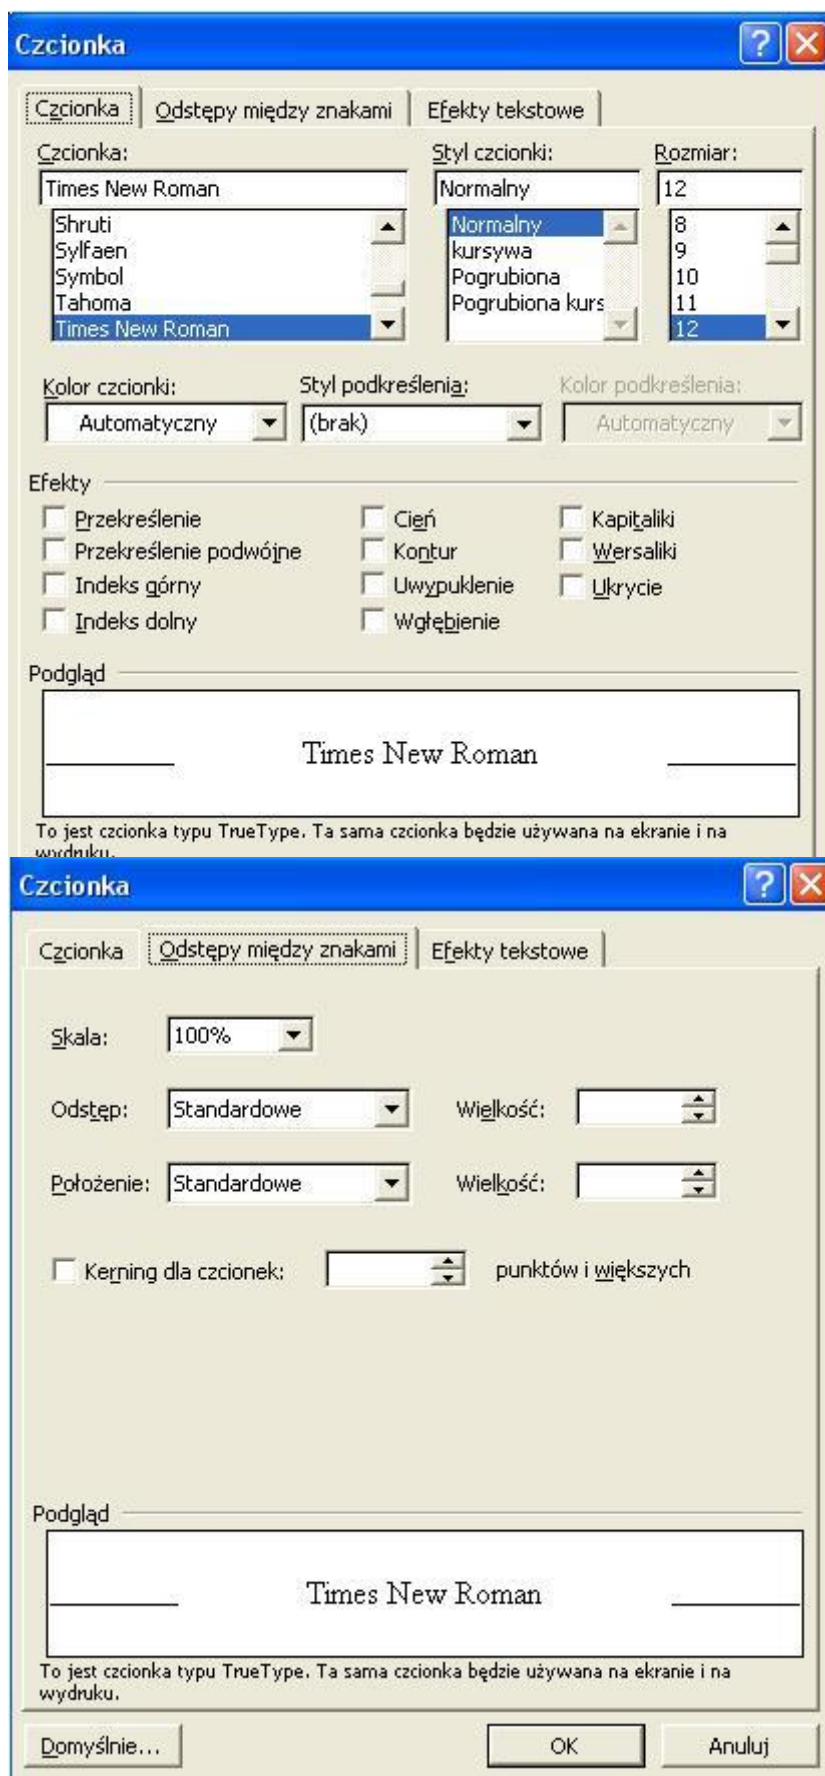 Czcionka
Czcionka Odstępy między znakami Efekty tekstowe
Czcionka: Styl czcionki: Rozmiar:
Times New Roman Normalny 12
Shruti Normalny 8
Sylfaen kursywa 9
Symbol Pogrubiona 10
Tahoma Pogrubiona kurs 11
Times New Roman 12
Kolor czcionki: Styl podkreślenia: Kolor podkreślenia:
Automatyczny (brak) Automatyczny
Efekty
Przekreślenie Cień Kapitaliki
Przekreślenie podwójne Kontur Wersaliki
Indeks górny Uwypuklenie Ukrycie
Indeks dolny Wgłębienie
Podgląd
Times New Roman
To jest czcionka typu TrueType. Ta sama czcionka będzie używana na ekranie i na
wydruku.
Czcionka
Czcionka Odstępy między znakami Efekty tekstowe
Skala: 100%
Odstęp: Standardowe Wielkość:
Położenie: Standardowe Wielkość:
Kerning dla czcionek: punktów i większych
Podgląd
Times New Roman
To jest czcionka typu TrueType. Ta sama czcionka będzie używana na ekranie i na
wydruku.
Domyślnie... OK Anuluj